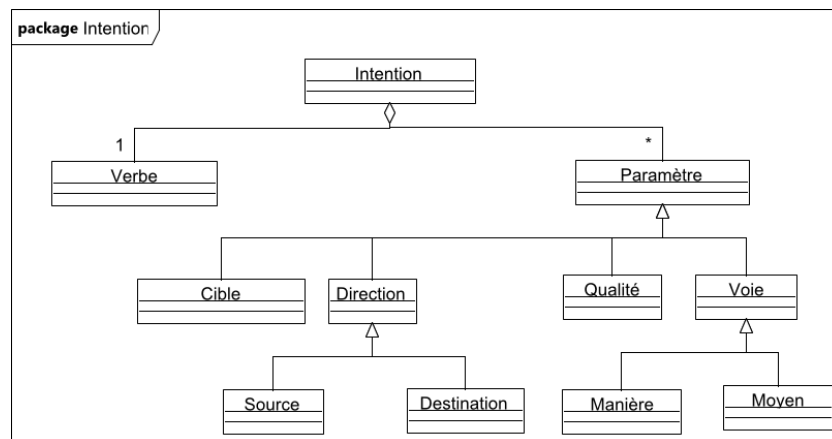 package Intention
Intention
1
*
Verbe
Paramètre
Cible
Direction
Qualité
Voie
Source
Destination
Manière
Moyen